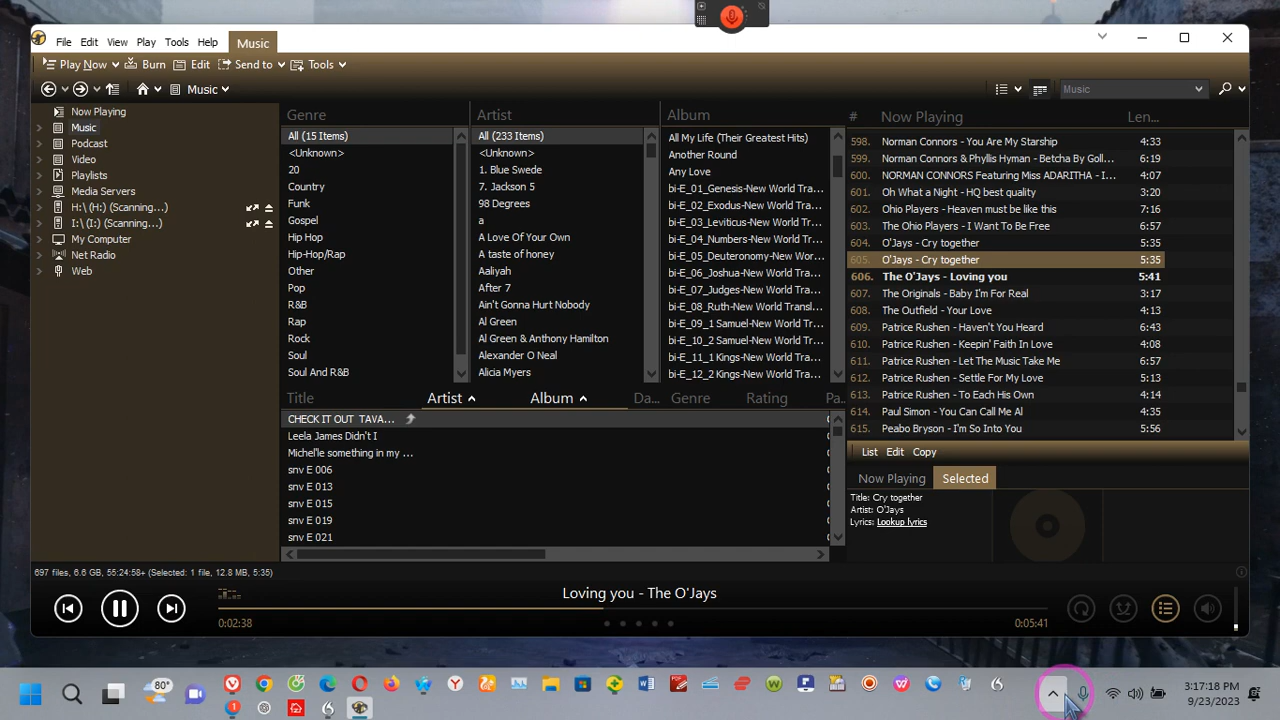 File Edit View Play Tools Help Music
Play Now Burn Edit Send to Tools
Music Music
Now Playing
Music
Podcast
Video
Playlists
Media Servers
H:\ (H:) (Scanning...)
I:\ (I:) (Scanning...)
My Computer
Net Radio
Web
Genre
All (15 Items)
<Unknown>
20
Country
Funk
Gospel
Hip Hop
Hip-Hop/Rap
Other
Pop
R&B
Rap
Rock
Soul
Soul And R&B
Artist
All (233 Items)
<Unknown>
1. Blue Swede
7. Jackson 5
98 Degrees
a
A Love Of Your Own
A taste of honey
Aaliyah
After 7
Ain't Gonna Hurt Nobody
Al Green
Al Green & Anthony Hamilton
Alexander O Neal
Alicia Myers
Album
All My Life (Their Greatest Hits)
Another Round
Any Love
bi-E_01_Genesis-New World Tra...
bi-E_02_Exodus-New World Tra...
bi-E_03_Leviticus-New World Tr...
bi-E_04_Numbers-New World Tr...
bi-E_05_Deuteronomy-New Wor...
bi-E_06_Joshua-New World Tra...
bi-E_07_Judges-New World Tra...
bi-E_08_Ruth-New World Transl...
bi-E_09_1 Samuel-New World Tr...
bi-E_10_2 Samuel-New World Tr...
bi-E_11_1 Kings-New World Tra...
bi-E_12_2 Kings-New World Tra...
Title Artist Album Da... Genre Rating Pa...
CHECK IT OUT TAVA...
Leela James Didn't I
Michel'le something in my ...
snv E 006
snv E 013
snv E 015
snv E 019
snv E 021
# Now Playing Len...
598. Norman Connors - You Are My Starship 4:33
599. Norman Connors & Phyllis Hyman - Betcha By Goll... 6:19
600. NORMAN CONNORS Featuring Miss ADARITHA - I... 4:07
601. Oh What a Night - HQ best quality 3:20
602. Ohio Players - Heaven must be like this 7:16
603. The Ohio Players - I Want To Be Free 6:57
604. O'Jays - Cry together 5:35
605. O'Jays - Cry together 5:35
606. The O'Jays - Loving you 5:41
607. The Originals - Baby I'm For Real 3:17
608. The Outfield - Your Love 4:13
609. Patrice Rushen - Haven't You Heard 6:43
610. Patrice Rushen - Keepin' Faith In Love 4:08
611. Patrice Rushen - Let The Music Take Me 6:57
612. Patrice Rushen - Settle For My Love 5:13
613. Patrice Rushen - To Each His Own 4:41
614. Paul Simon - You Can Call Me Al 4:35
615. Peabo Bryson - I'm So Into You 5:56
List Edit Copy
Now Playing Selected
Title: Cry together
Artist: O'Jays
Lyrics: Lookup lyrics
697 files, 6.6 GB, 55:24:58+ (Selected: 1 file, 12.8 MB, 5:35)
Loving you - The O'Jays
0:02:38 0:05:41
80°
3:17:18 PM
9/23/2023